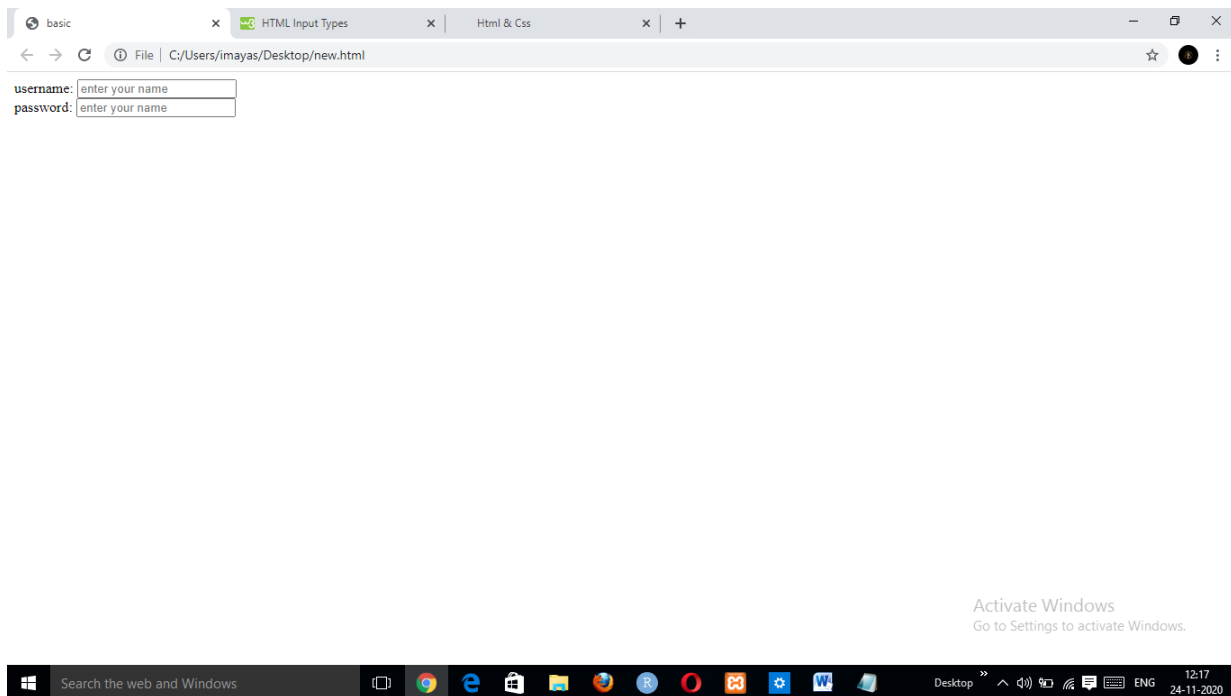 basic HTML Input Types Html & Css
File C:/Users/imayas/Desktop/new.html
username: enter your name
password: enter your name
Activate Windows
Go to Settings to activate Windows.
Search the web and Windows R W Desktop ENG 12:17
24-11-2020